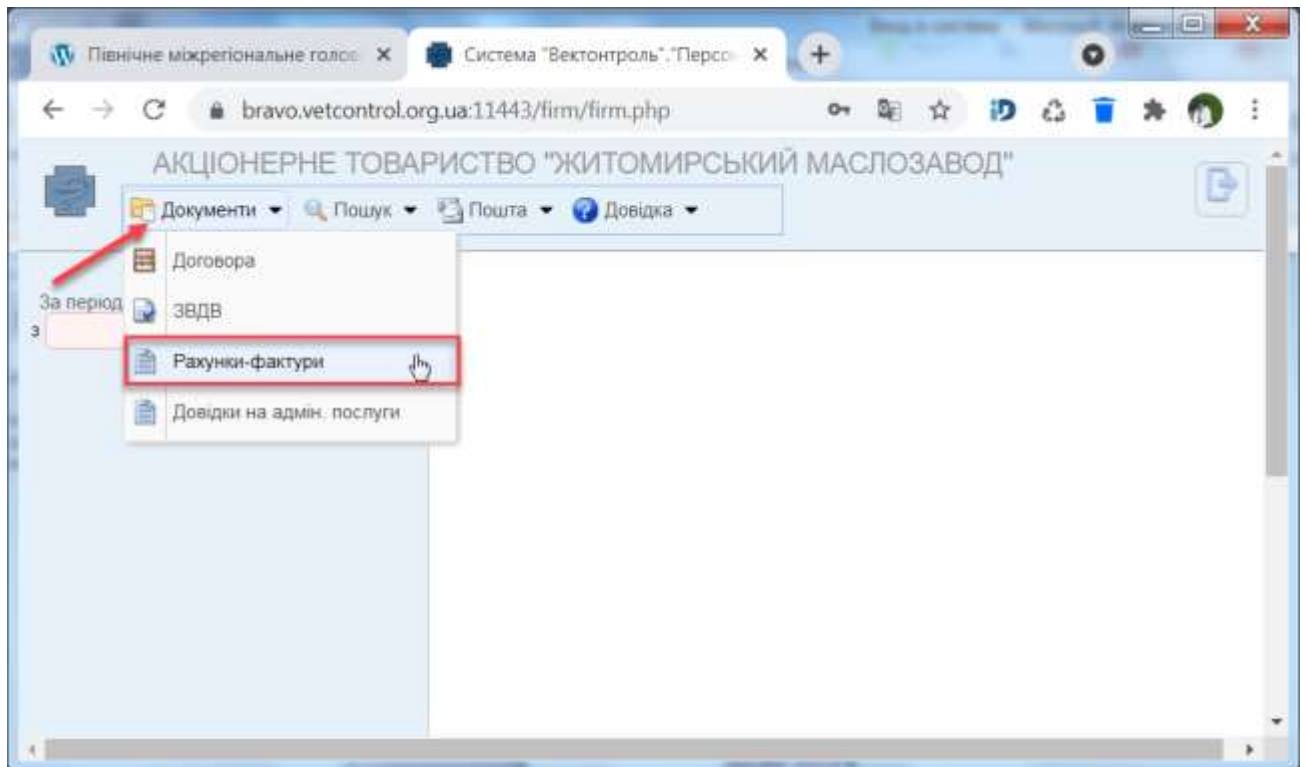 Північне міжрегіональне голов
Система "Вектонтроль"."Персо
bravo.vetcontrol.org.ua:11443/firm/firm.php
АКЦІОНЕРНЕ ТОВАРИСТВО "ЖИТОМИРСЬКИЙ МАСЛОЗАВОД"
Документи Пошук Пошта Довідка
Договора
За період
ЗВДВ
з
Рахунки-фактури
Довідки на адмін. послуги